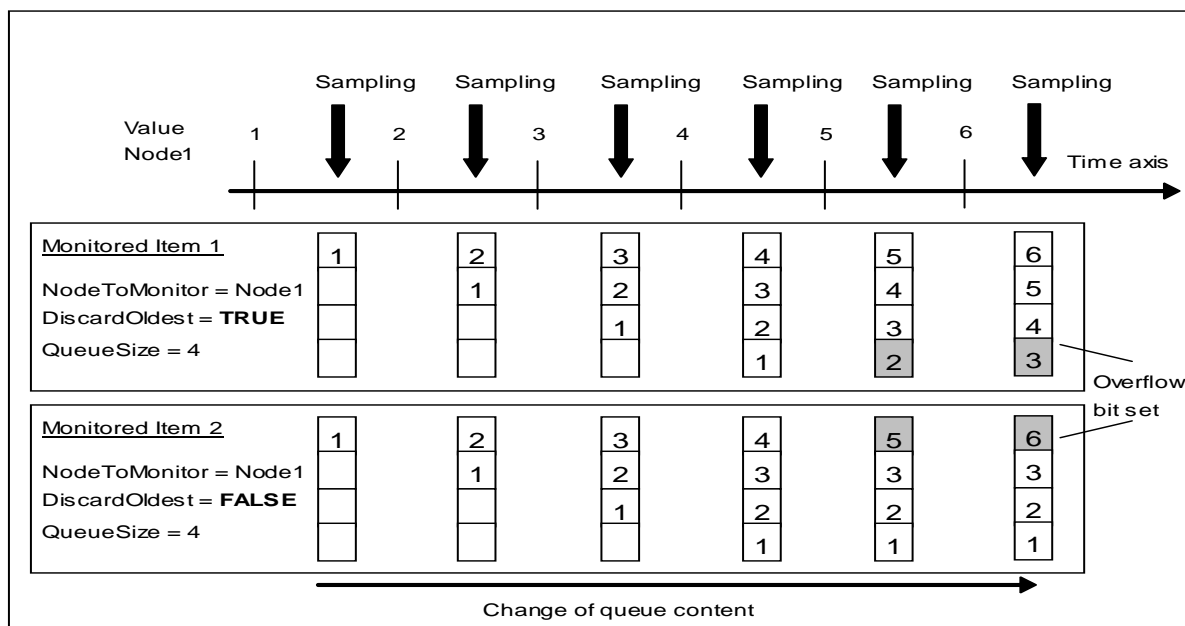 Sampling Sampling Sampling Sampling Sampling Sampling
Value
Node1
1 2 3 4 5 6
Time axis
Monitored Item 1
NodeToMonitor = Node1
DiscardOldest = TRUE
QueueSize = 4
1 2 3 4 5 6
1 2 3 4 5
1 2 3 4
1 2 3
Overflow
bit set
Monitored Item 2
NodeToMonitor = Node1
DiscardOldest = FALSE
QueueSize = 4
1 2 3 4 5 6
1 2 3 3 3
1 2 2 2
1 1 1
Change of queue content